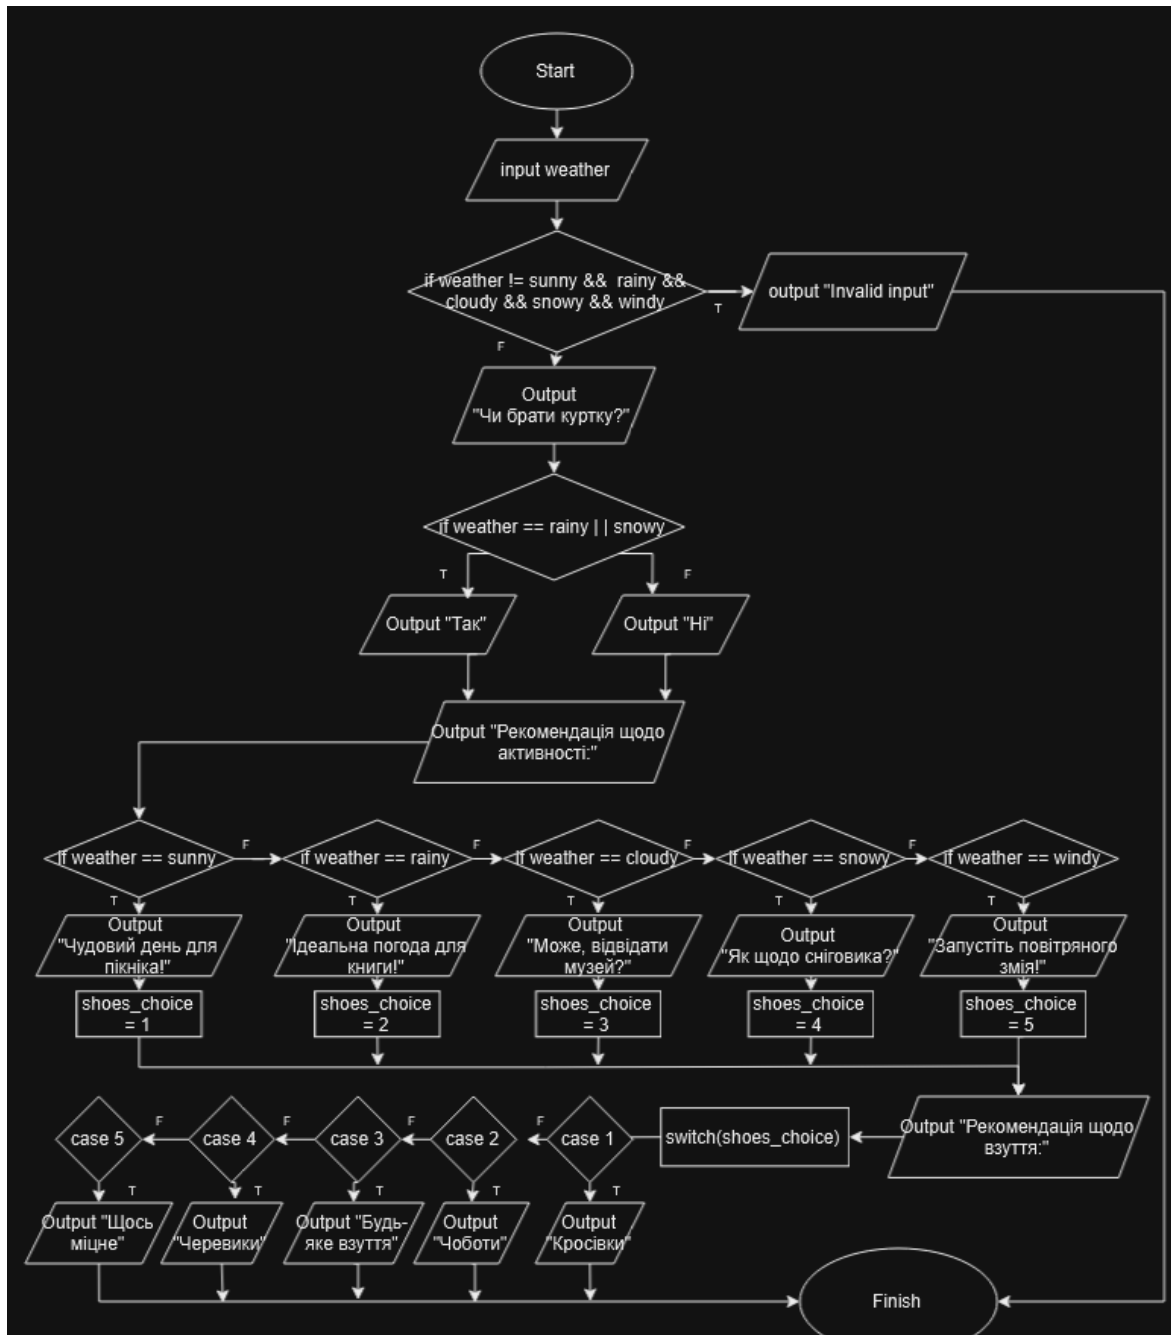 Start
input weather
if weather != sunny &&  rainy &&
cloudy && snowy && windy
T
output "Invalid input"
F
Output
"Чи брати куртку?"
if weather == rainy | | snowy
T
F
Output "Так"
Output "Ні"
Output "Рекомендація щодо
активності:"
if weather == sunny
F
if weather == rainy
F
if weather == cloudy
F
if weather == snowy
F
if weather == windy
T
T
T
T
T
Output
"Чудовий день для
пікніка!"
Output
"Ідеальна погода для
книги!"
Output
"Може, відвідати
музей?"
Output
"Як щодо сніговика?"
Output
"Запустіть повітряного
змія!"
shoes_choice
= 1
shoes_choice
= 2
shoes_choice
= 3
shoes_choice
= 4
shoes_choice
= 5
case 5
F
case 4
F
case 3
F
case 2
F
case 1
switch(shoes_choice)
Output "Рекомендація щодо
взуття:"
T
T
T
T
T
Output "Щось
міцне"
Output
"Черевики"
Output "Будь-
яке взуття"
Output
"Чоботи"
Output
"Кросівки"
Finish